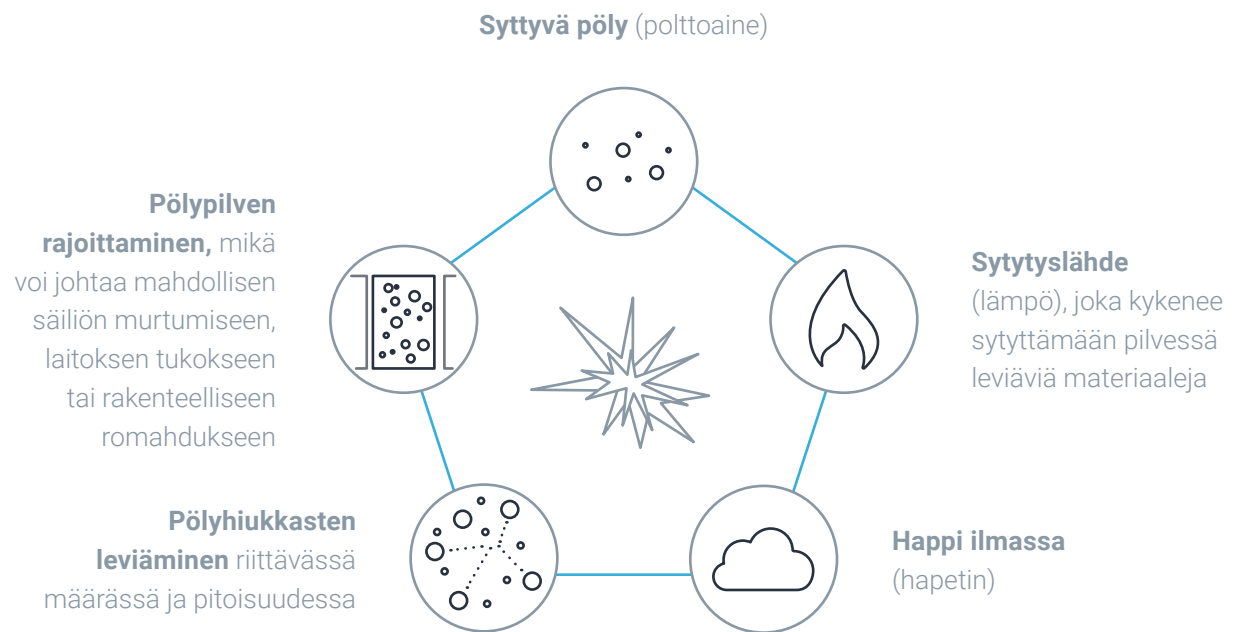 Syttyvä pöly (polttoaine)
Pölypilven
rajoittaminen, mikä
voi johtaa mahdollisen
säiliön murtumiseen,
laitoksen tukokseen
tai rakenteelliseen
romahdukseen
Sytytyslähde
(lämpö), joka kykenee
sytyttämään pilvessä
leviäviä materiaaleja
Pölyhiukkasten
leviäminen riittävässä
määrässä ja pitoisuudessa
Happi ilmassa
(hapetin)